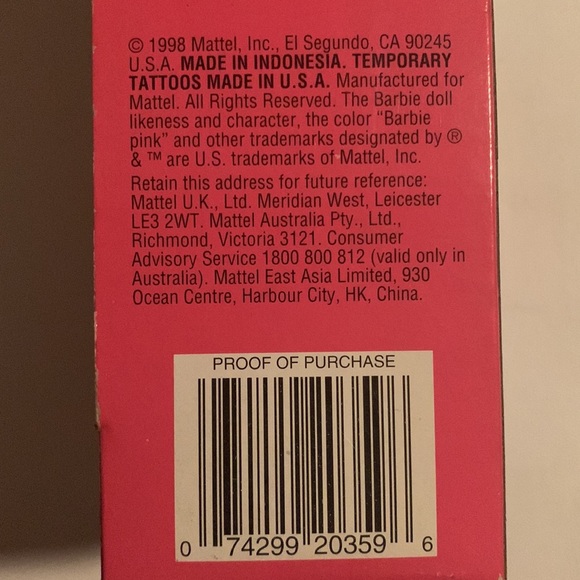 © 1998 Mattel, Inc., El Segundo, CA 90245
U.S.A. MADE IN INDONESIA. TEMPORARY
TATTOOS MADE IN U.S.A. Manufactured for
Mattel. All Rights Reserved. The Barbie doll
likeness and character, the color “Barbie
pink” and other trademarks designated by ®
& ™ are U.S. trademarks of Mattel, Inc.
Retain this address for future reference:
Mattel U.K., Ltd. Meridian West, Leicester
LE3 2WT. Mattel Australia Pty., Ltd.,
Richmond, Victoria 3121. Consumer
Advisory Service 1800 800 812 (valid only in
Australia). Mattel East Asia Limited, 930
Ocean Centre, Harbour City, HK, China.
PROOF OF PURCHASE
0 74299 20359 6